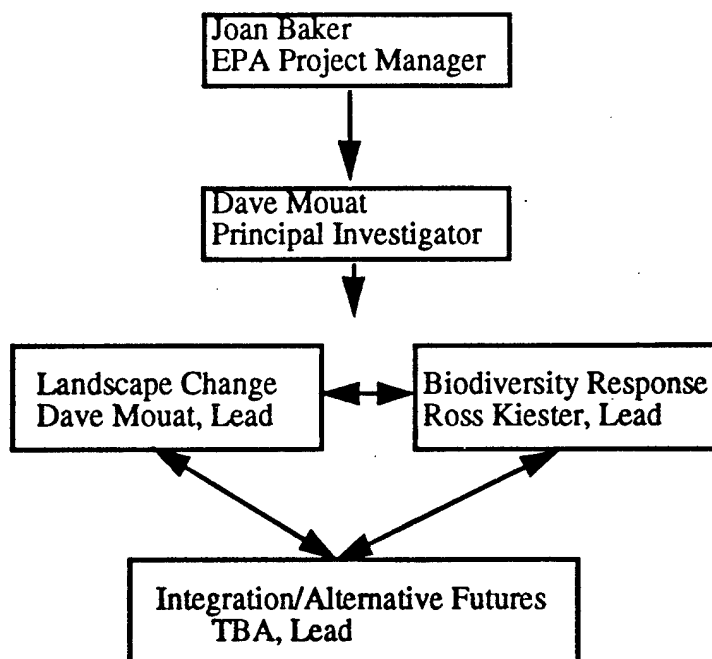 Joan Baker
EPA Project Manager
Dave Mouat
Principal Investigator
Landscape Change
Dave Mouat, Lead
Biodiversity Response
Ross Kiester, Lead
Integration/Alternative Futures
TBA, Lead